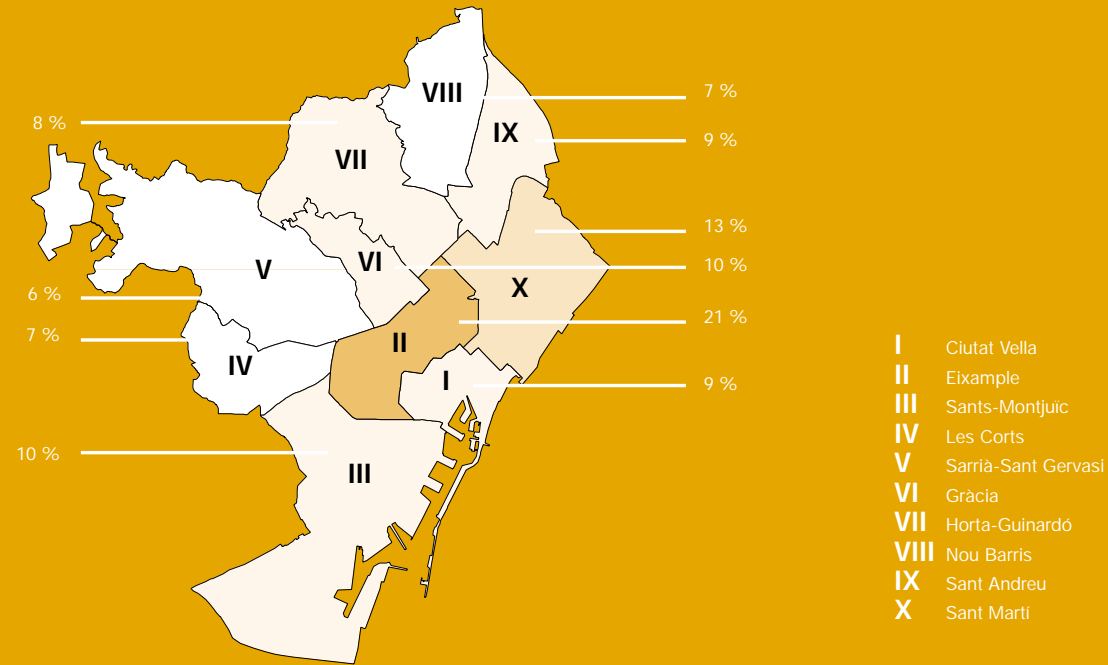 VIII
7 %
IX
9 %
8 %
VII
13 %
VI
10 %
V
X
6 %
21 %
7 %
II
IV
I
9 %
10 %
III
I Ciutat Vella
II Eixample
III Sants-Montjuïc
IV Les Corts
V Sarrià-Sant Gervasi
VI Gràcia
VII Horta-Guinardó
VIII Nou Barris
IX Sant Andreu
X Sant Martí